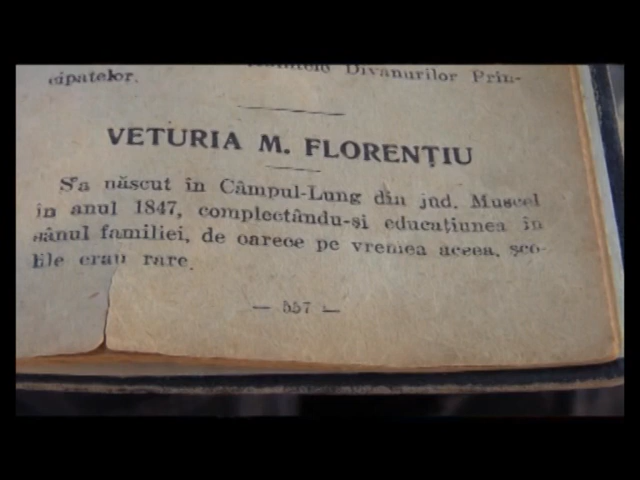 Divanurilor Prin-
cipatelor.
VETURIA M. FLORENȚIU
S'a născut în Câmpul-Lung din jud. Muscel
în anul 1847, complectându-și educațiunea în
sânul familiei, de oarece pe vremea aceea, șco-
lile erau rare.
— 557 —